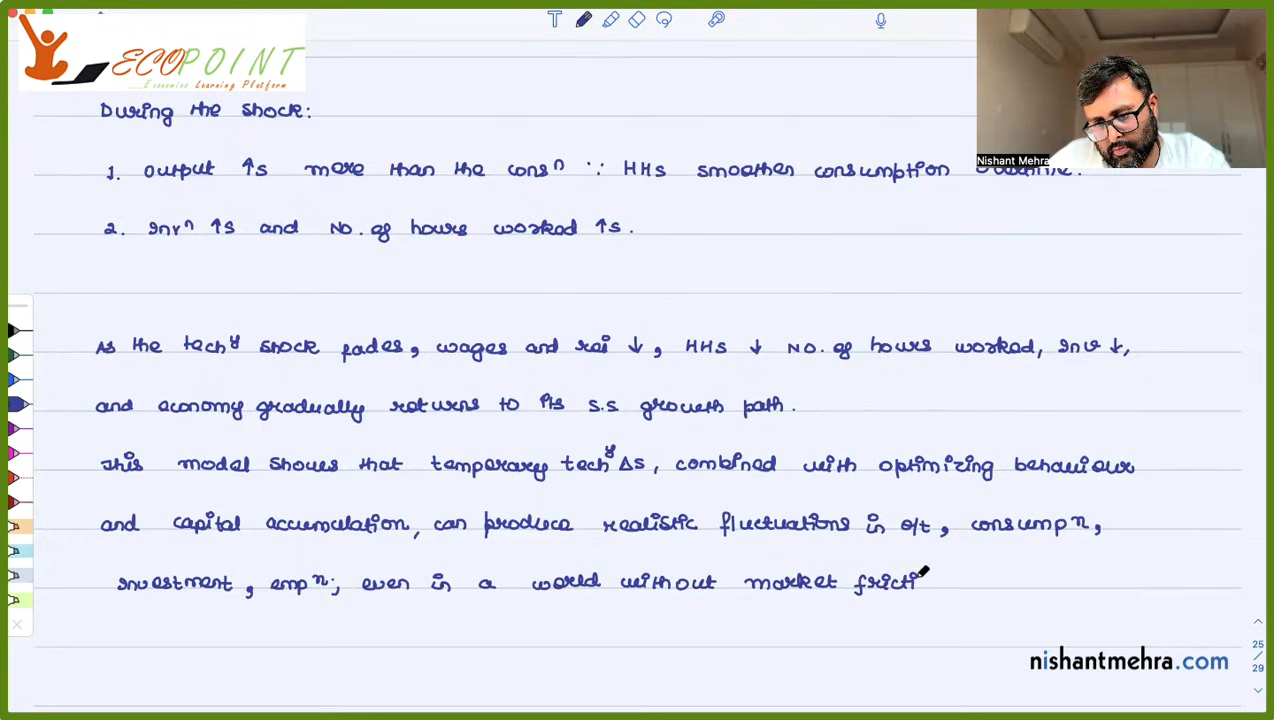 ECOPOINT
.....Economics Learning Platform
During the shock:
1. Output ↑s more than the consⁿ ∵ HHs smoothen consumption
Nishant Mehra
2. Invⁿ ↑s and No. of hours worked ↑s.
As the techʸ shock fades, wages and roi ↓, HHs ↓ No. of hours worked, Inv ↓,
and economy gradually returns to its s.s growth path.
This model shows that temporary techʸ Δs, combined with optimizing behaviour
and capital accumulation, can produce realistic fluctuations in o/t, consumpⁿ,
investment, empⁿ; even in a world without market fricti
nishantmehra.com
25
/
29